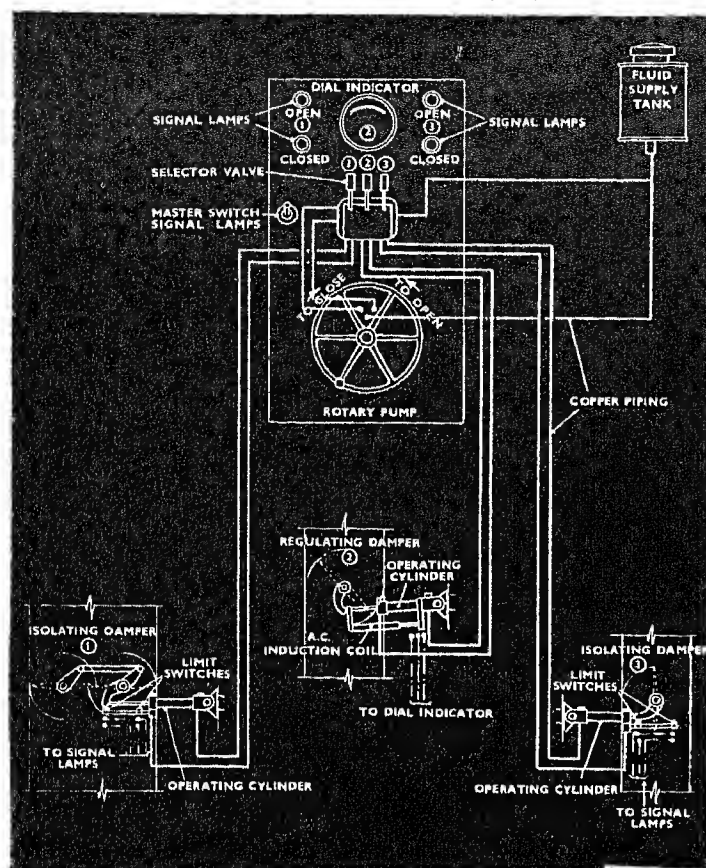 DIAL INDICATOR
FLUID
SUPPLY
TANK
OPEN
1
OPEN
3
2
SIGNAL LAMPS
SIGNAL LAMPS
CLOSED
CLOSED
1 2 3
SELECTOR VALVE
MASTER SWITCH
SIGNAL LAMPS
TO CLOSE
TO OPEN
ROTARY PUMP
COPPER PIPING
REGULATING DAMPER
2
OPERATING
CYLINDER
A.C.
INDUCTION COIL
TO DIAL INDICATOR
ISOLATING DAMPER
1
LIMIT
SWITCHES
TO SIGNAL
LAMPS
OPERATING CYLINDER
ISOLATING DAMPER
3
LIMIT
SWITCHES
OPERATING CYLINDER
TO SIGNAL
LAMPS